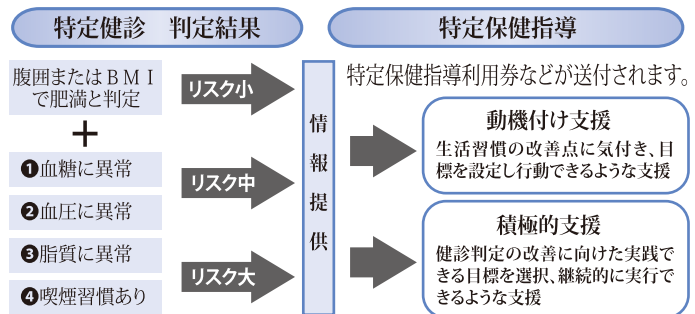 特定健診　判定結果
特定保健指導
腹囲またはＢＭＩ
で肥満と判定
＋
❶血糖に異常
❷血圧に異常
❸脂質に異常
❹喫煙習慣あり
リスク小
リスク中
リスク大
情報提供
特定保健指導利用券などが送付されます。
動機付け支援
生活習慣の改善点に気付き、目
標を設定し行動できるような支援
積極的支援
健診判定の改善に向けた実践で
きる目標を選択、継続的に実行で
きるような支援